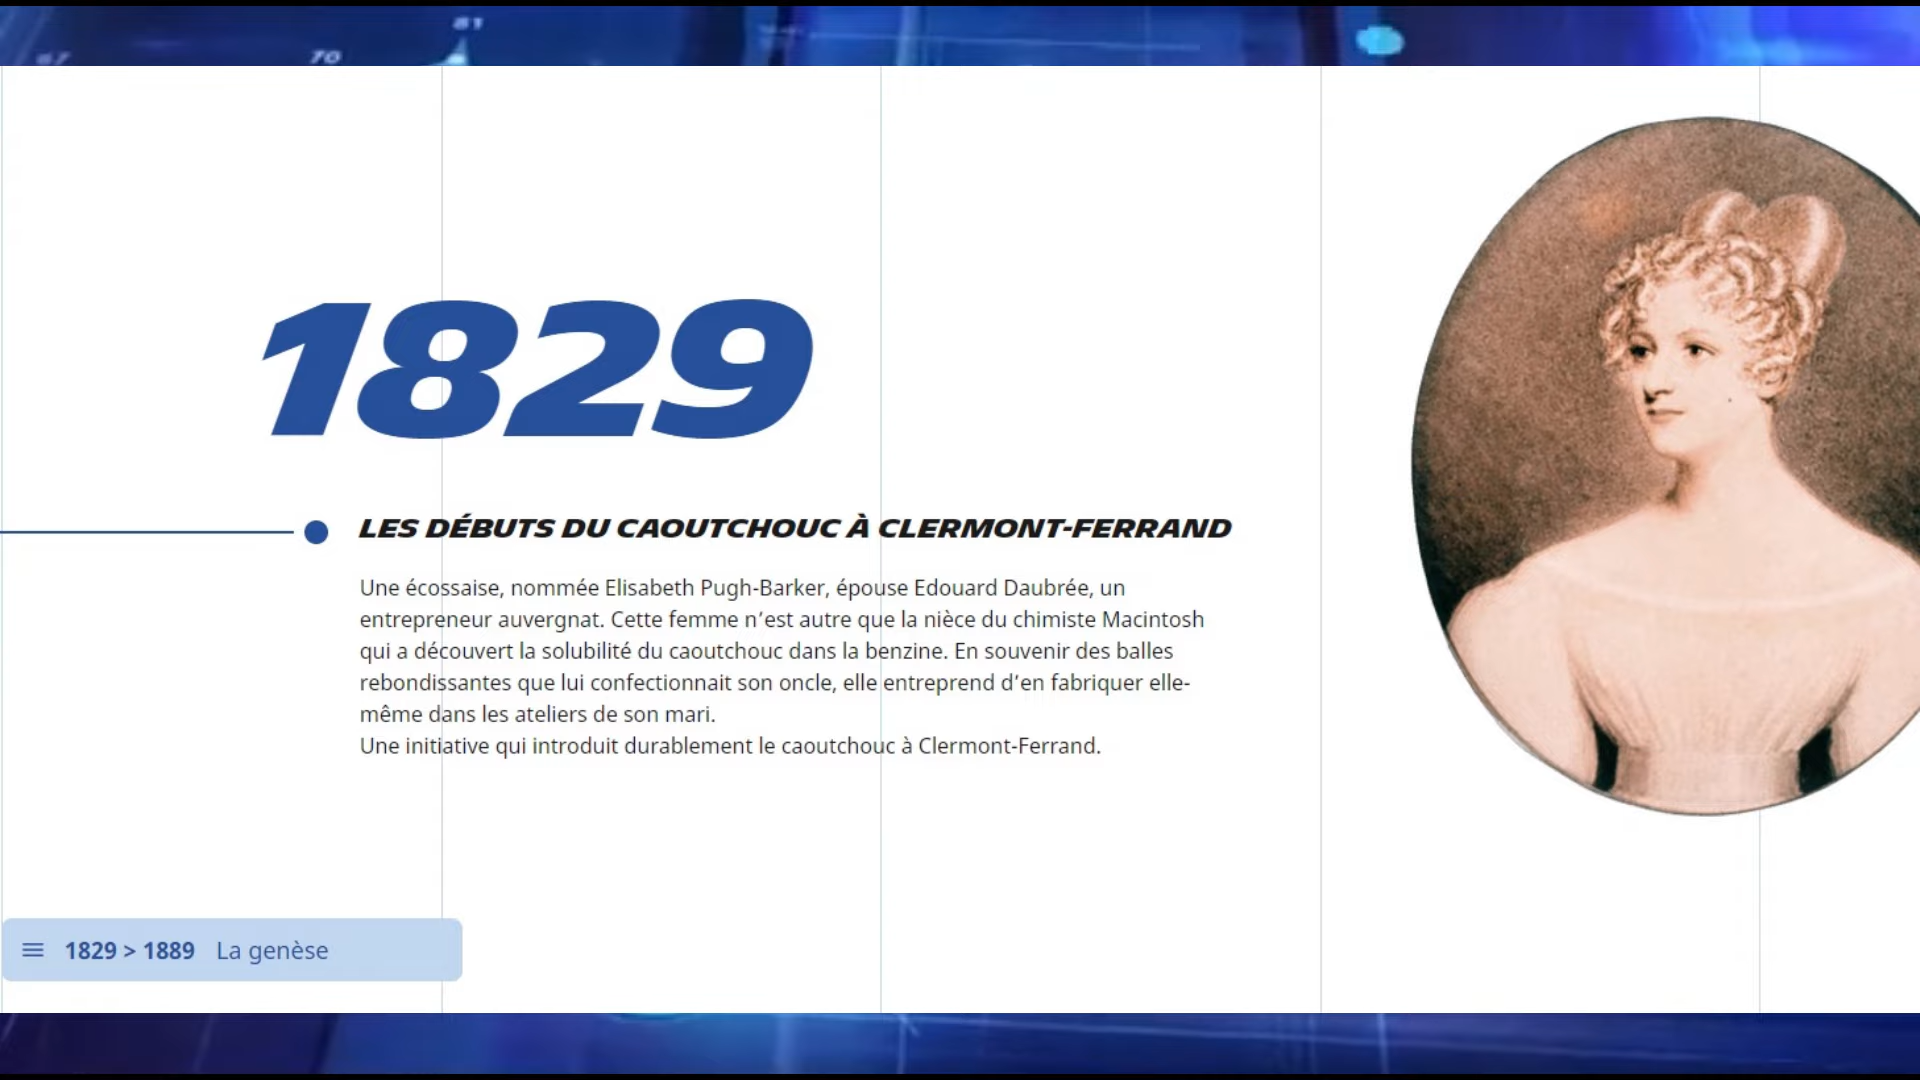 67
70
81
1829
LES DÉBUTS DU CAOUTCHOUC À CLERMONT-FERRAND
Une écossaise, nommée Elisabeth Pugh-Barker, épouse Edouard Daubrée, un
entrepreneur auvergnat. Cette femme n’est autre que la nièce du chimiste Macintosh
qui a découvert la solubilité du caoutchouc dans la benzine. En souvenir des balles
rebondissantes que lui confectionnait son oncle, elle entreprend d’en fabriquer elle-
même dans les ateliers de son mari.
Une initiative qui introduit durablement le caoutchouc à Clermont-Ferrand.
1829 > 1889 La genèse